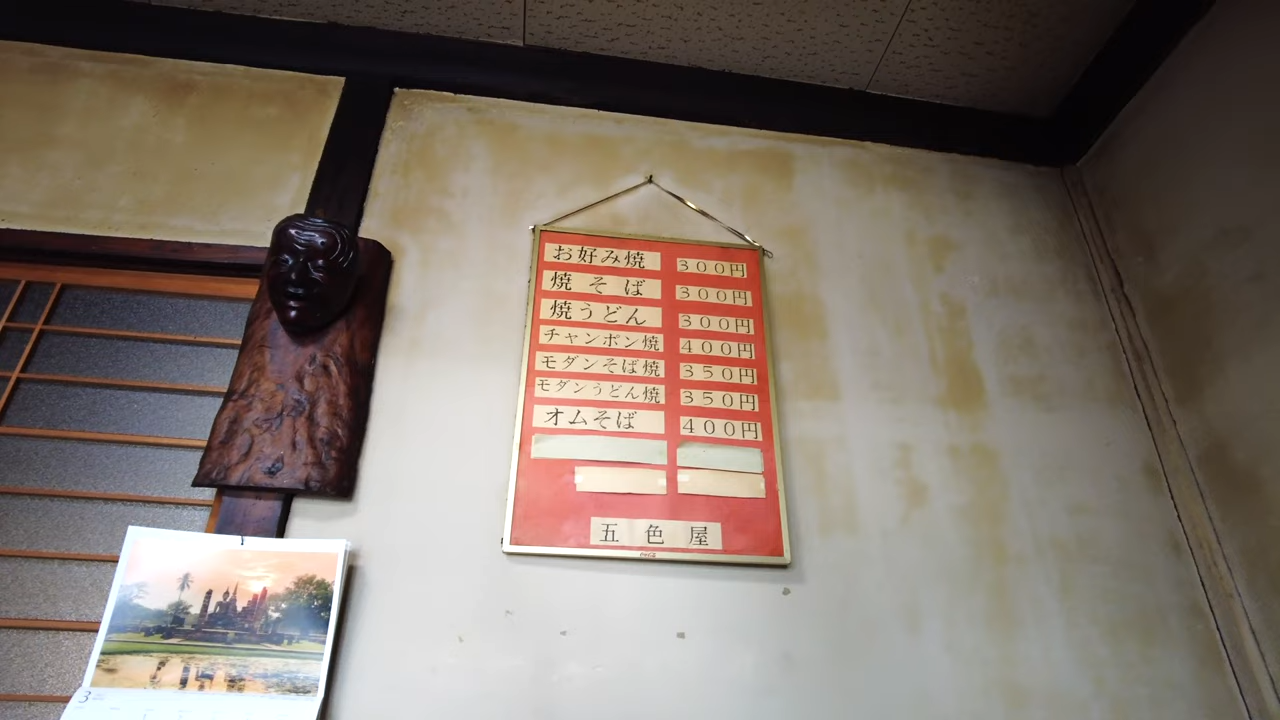 お好み焼 300円
焼そば 300円
焼うどん 300円
チャンポン焼 400円
モダンそば焼 350円
モダンうどん焼 350円
オムそば 400円
五色屋
3